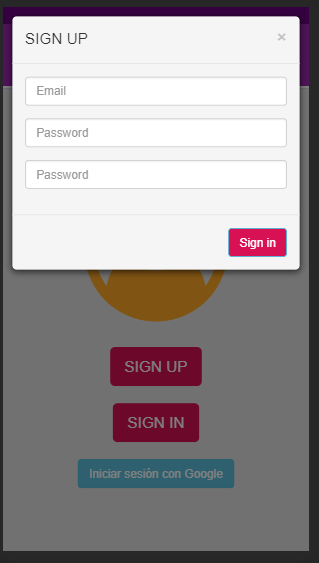 SIGN UP ×
Email
Password
Password
Sign in
SIGN UP
SIGN IN
Iniciar sesión con Google